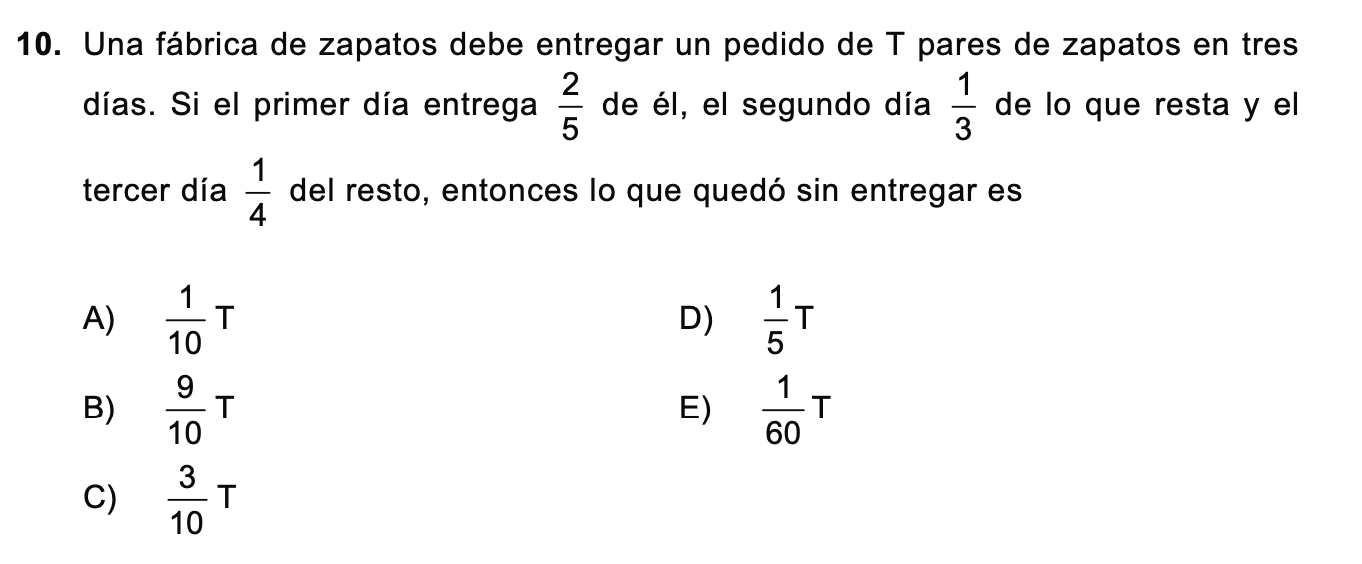 10. Una fábrica de zapatos debe entregar un pedido de T pares de zapatos en tres
días. Si el primer día entrega 2/5 de él, el segundo día 1/3 de lo que resta y el
tercer día 1/4 del resto, entonces lo que quedó sin entregar es
A) 1/10 T
B) 9/10 T
C) 3/10 T
D) 1/5 T
E) 1/60 T